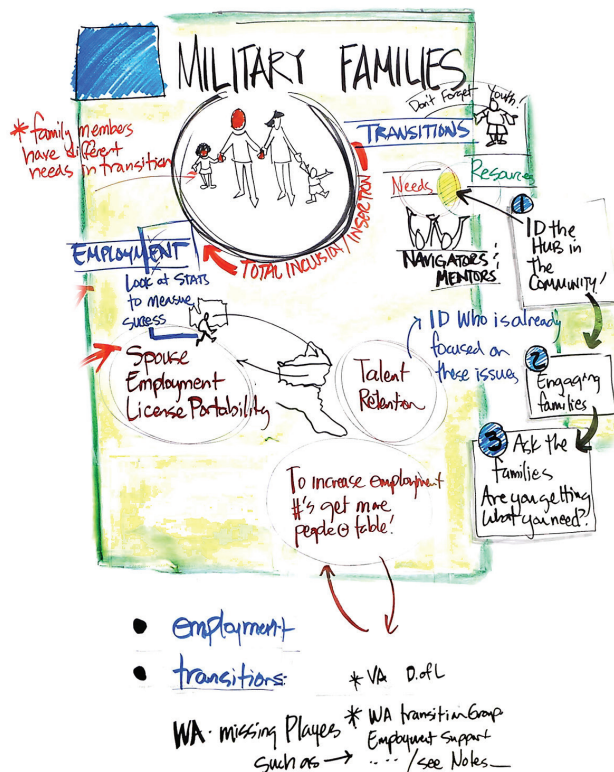 MILITARY FAMILIES
Don't Forget Youth!
* family members
have different
needs in transition
TRANSITIONS
Needs
Resources
TOTAL INCLUSION/INSERTION
NAVIGATORS &
MENTORS
1
ID THE
HUB IN
THE
COMMUNITY!
EMPLOYMENT
Look at STATS
to measure
success
Spouse
Employment
License Portability
Talent
Retention
ID Who is already
focused on
these issues
2
Engaging
families
3 Ask the
families
Are you getting
What you need?
To increase employment
#'s get more
people @ table!
• employment
• transitions:
* VA D.of L
WA. missing Playes
such as →
* WA transition Group
Employment Support
.... / see Notes